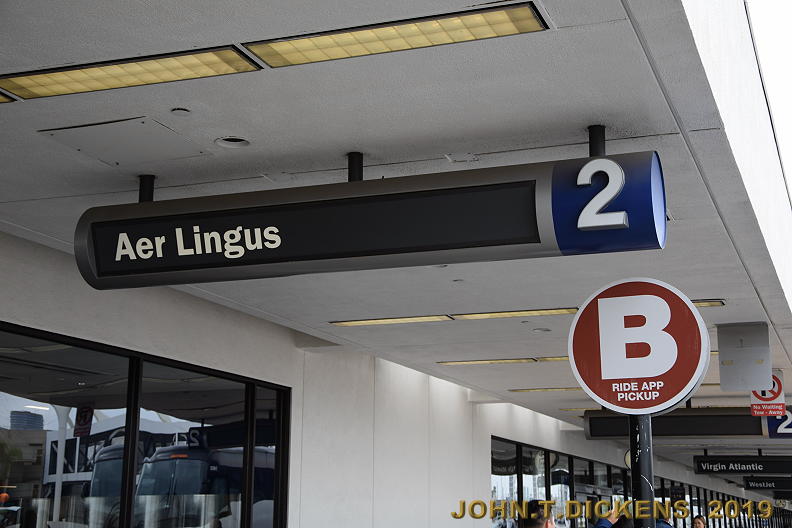 Aer Lingus
2
B
RIDE APP
PICKUP
No Waiting
Tow-Away
2
Virgin Atlantic
WestJet
JOHN T DICKENS, 2019©